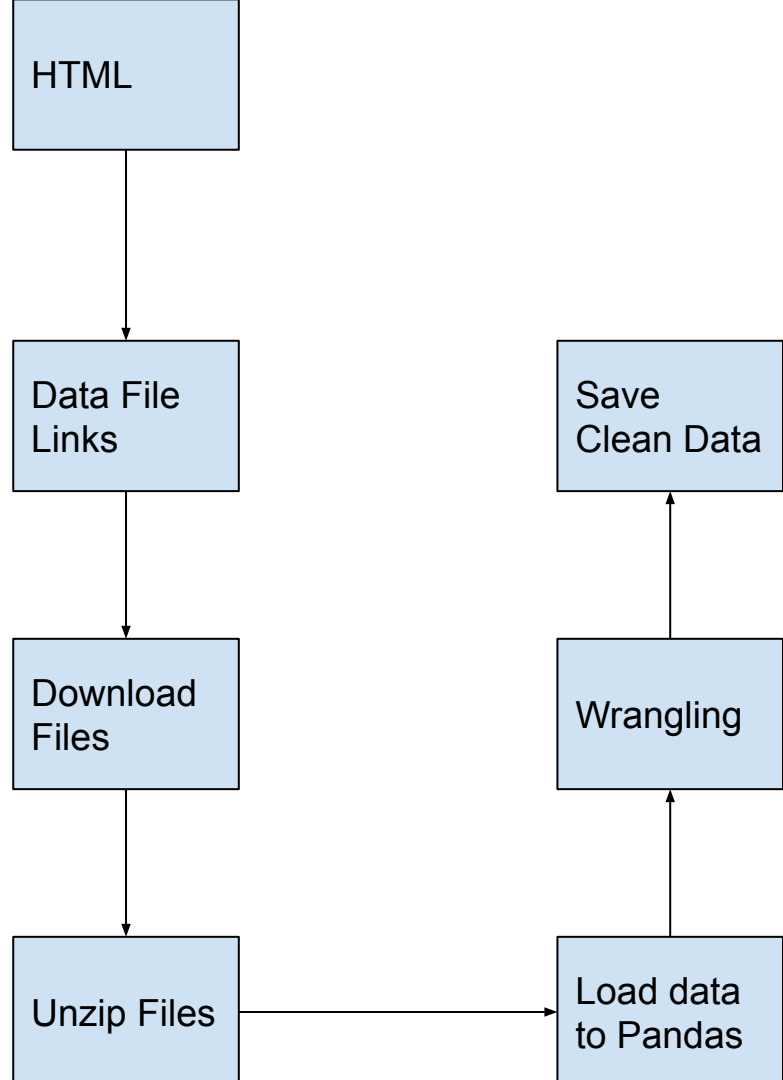 HTML
Data File
Links
Download
Files
Unzip Files
Load data
to Pandas
Wrangling
Save
Clean Data